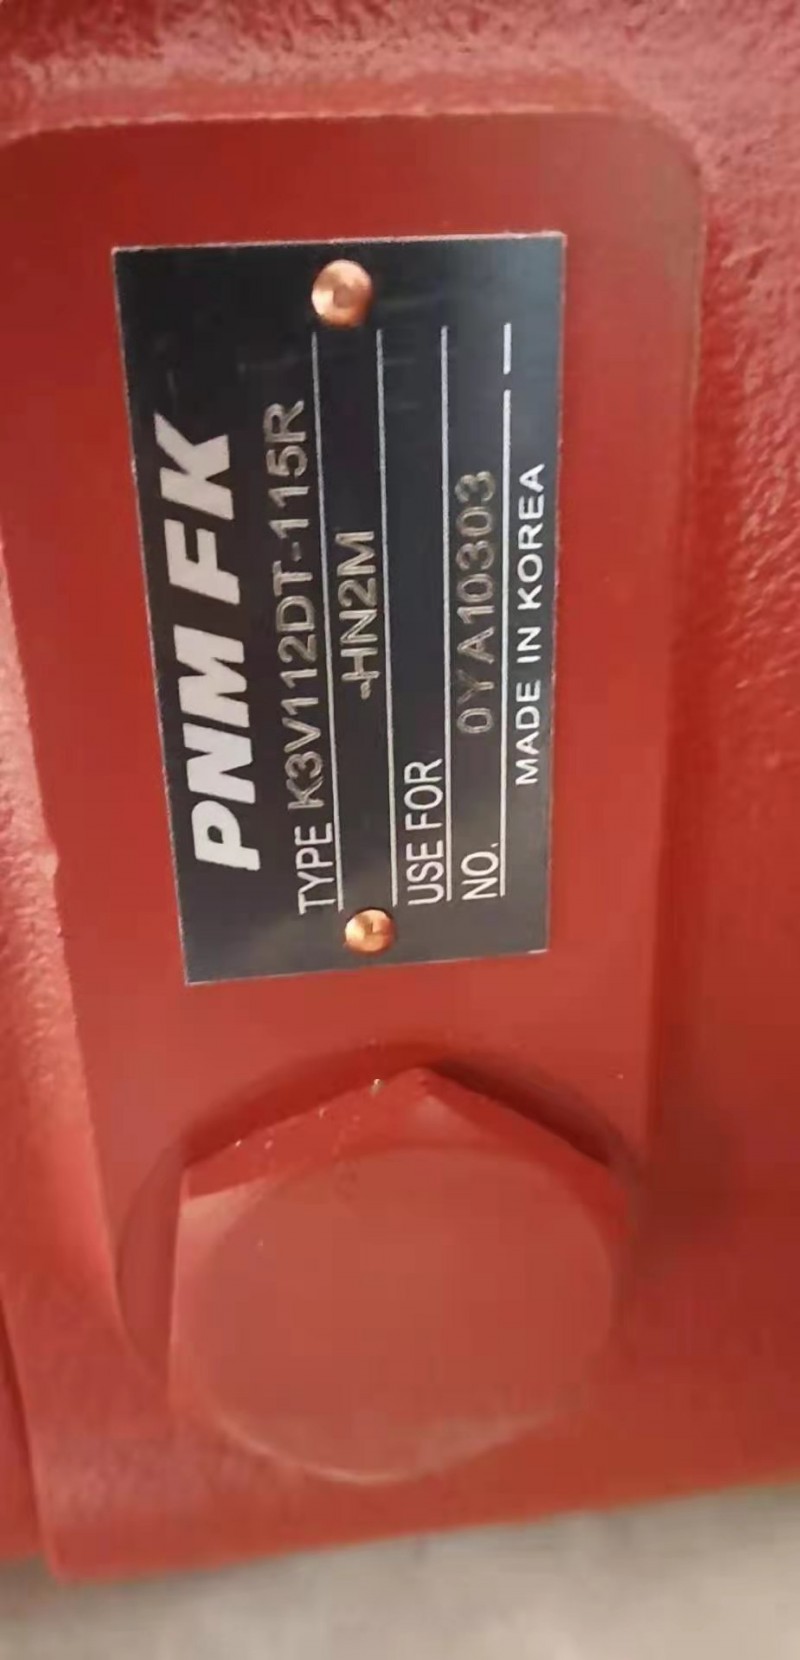 PNM FK
TYPE K3V112DT-115R
-HN2M
USE FOR
NO. 0YA10303
MADE IN KOREA